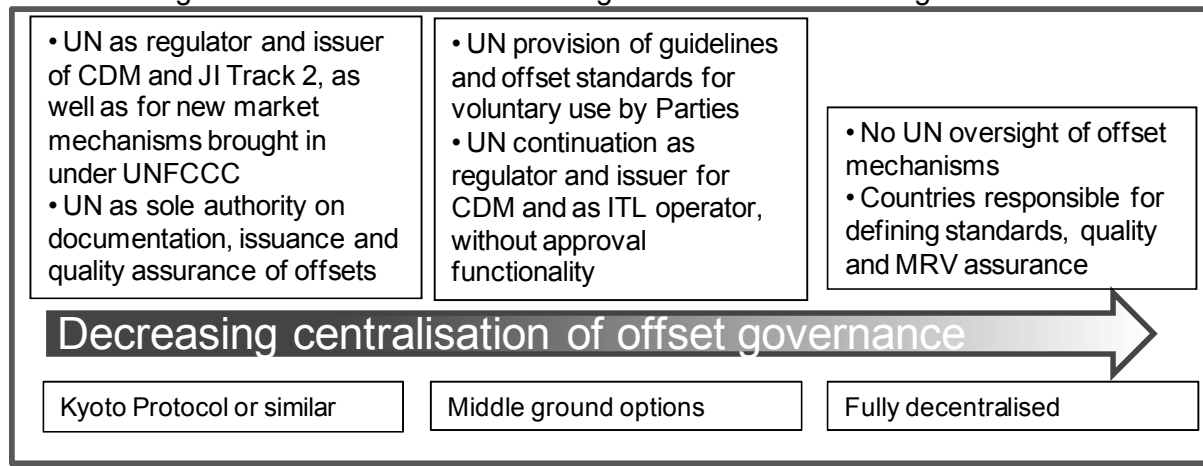 • UN as regulator and issuer
of CDM and JI Track 2, as
well as for new market
mechanisms brought in
under UNFCCC
• UN as sole authority on
documentation, issuance and
quality assurance of offsets
• UN provision of guidelines
and offset standards for
voluntary use by Parties
• UN continuation as
regulator and issuer for
CDM and as ITL operator,
without approval
functionality
• No UN oversight of offset
mechanisms
• Countries responsible for
defining standards, quality
and MRV assurance
Decreasing centralisation of offset governance
Kyoto Protocol or similar
Middle ground options
Fully decentralised